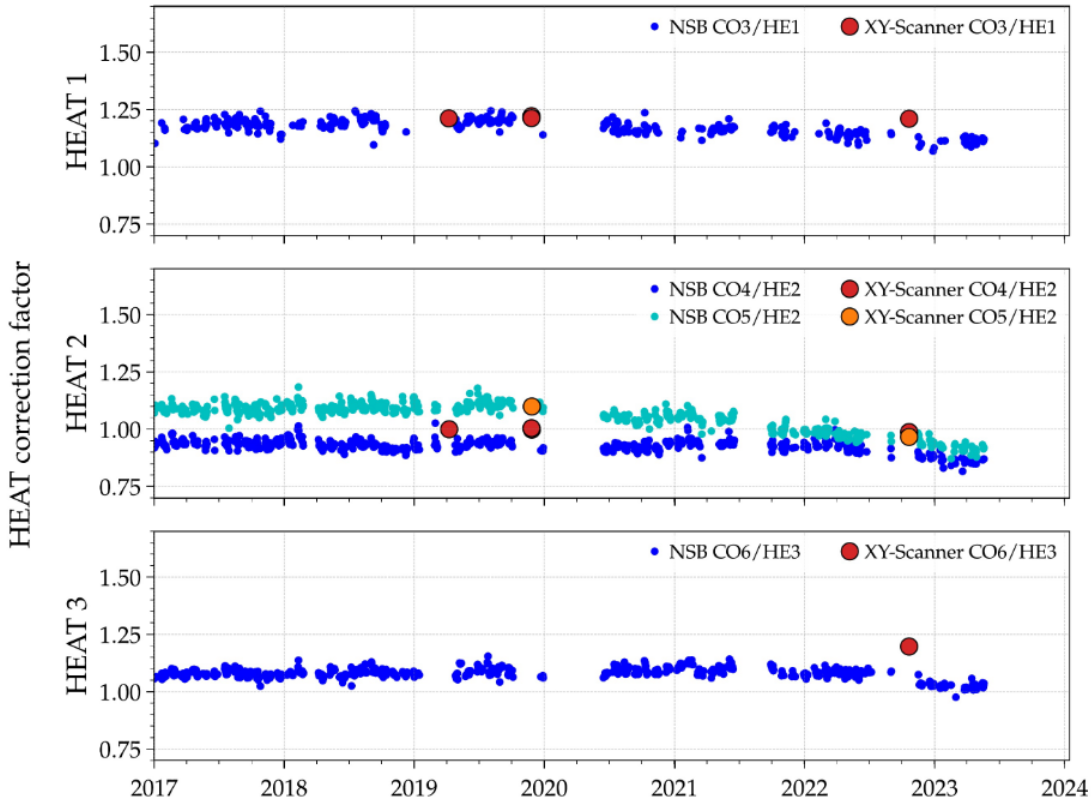 NSB CO3/HE1
XY-Scanner CO3/HE1
1.50
1.25
1.00
0.75
HEAT 1
NSB CO4/HE2
XY-Scanner CO4/HE2
NSB CO5/HE2
XY-Scanner CO5/HE2
1.50
1.25
1.00
0.75
HEAT 2
HEAT correction factor
NSB CO6/HE3
XY-Scanner CO6/HE3
1.50
1.25
1.00
0.75
HEAT 3
2017 2018 2019 2020 2021 2022 2023 2024